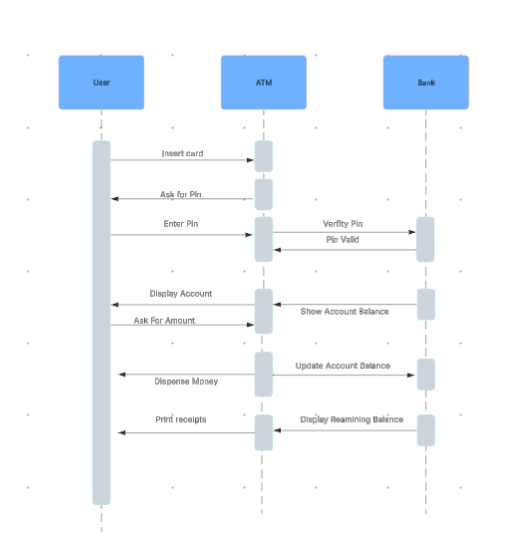 User
ATM
Bank
Insert card
Ask for Pin
Enter Pin
Verfity Pin
Pin Valid
Display Account
Show Account Balance
Ask For Amount
Update Account Balance
Dispense Money
Print receipts
Display Reamining Balance